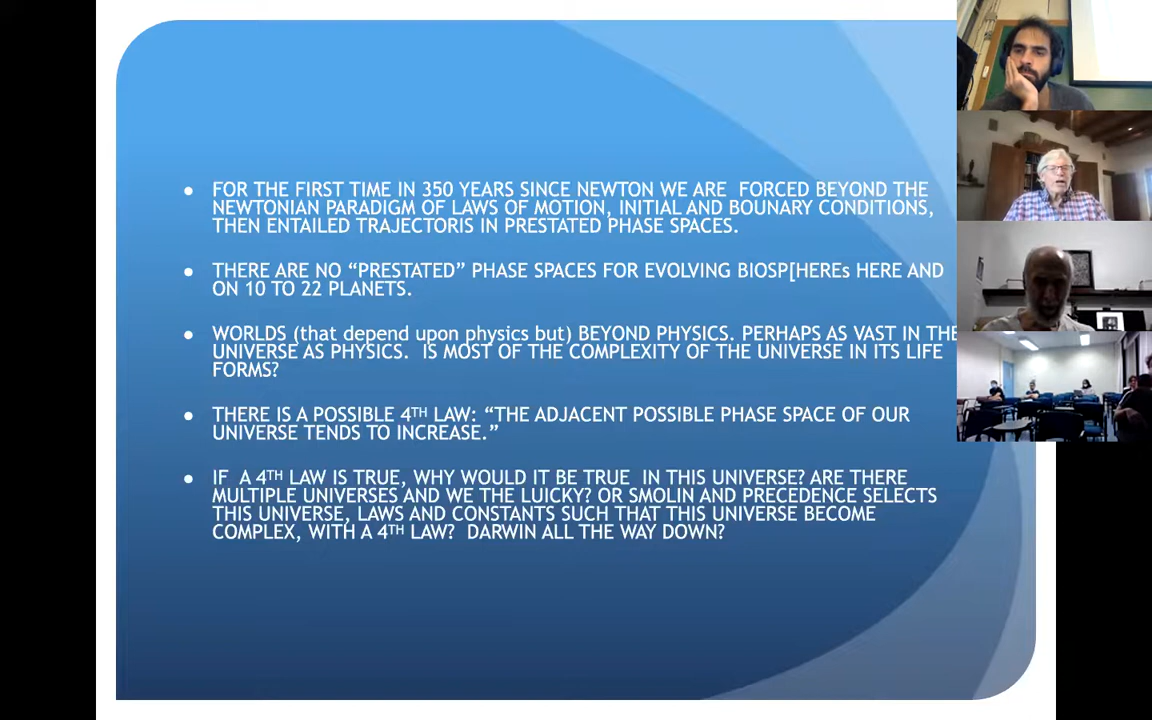 ● FOR THE FIRST TIME IN 350 YEARS SINCE NEWTON WE ARE FORCED BEYOND THE
NEWTONIAN PARADIGM OF LAWS OF MOTION, INITIAL AND BOUNARY CONDITIONS,
THEN ENTAILED TRAJECTORIS IN PRESTATED PHASE SPACES.
● THERE ARE NO “PRESTATED” PHASE SPACES FOR EVOLVING BIOSP[HEREs HERE AND
ON 10 TO 22 PLANETS.
● WORLDS (that depend upon physics but) BEYOND PHYSICS. PERHAPS AS VAST IN THE
UNIVERSE AS PHYSICS. IS MOST OF THE COMPLEXITY OF THE UNIVERSE IN ITS LIFE
FORMS?
● THERE IS A POSSIBLE 4TH LAW: “THE ADJACENT POSSIBLE PHASE SPACE OF OUR
UNIVERSE TENDS TO INCREASE.”
● IF A 4TH LAW IS TRUE, WHY WOULD IT BE TRUE IN THIS UNIVERSE? ARE THERE
MULTIPLE UNIVERSES AND WE THE LUICKY? OR SMOLIN AND PRECEDENCE SELECTS
THIS UNIVERSE, LAWS AND CONSTANTS SUCH THAT THIS UNIVERSE BECOME
COMPLEX, WITH A 4TH LAW? DARWIN ALL THE WAY DOWN?